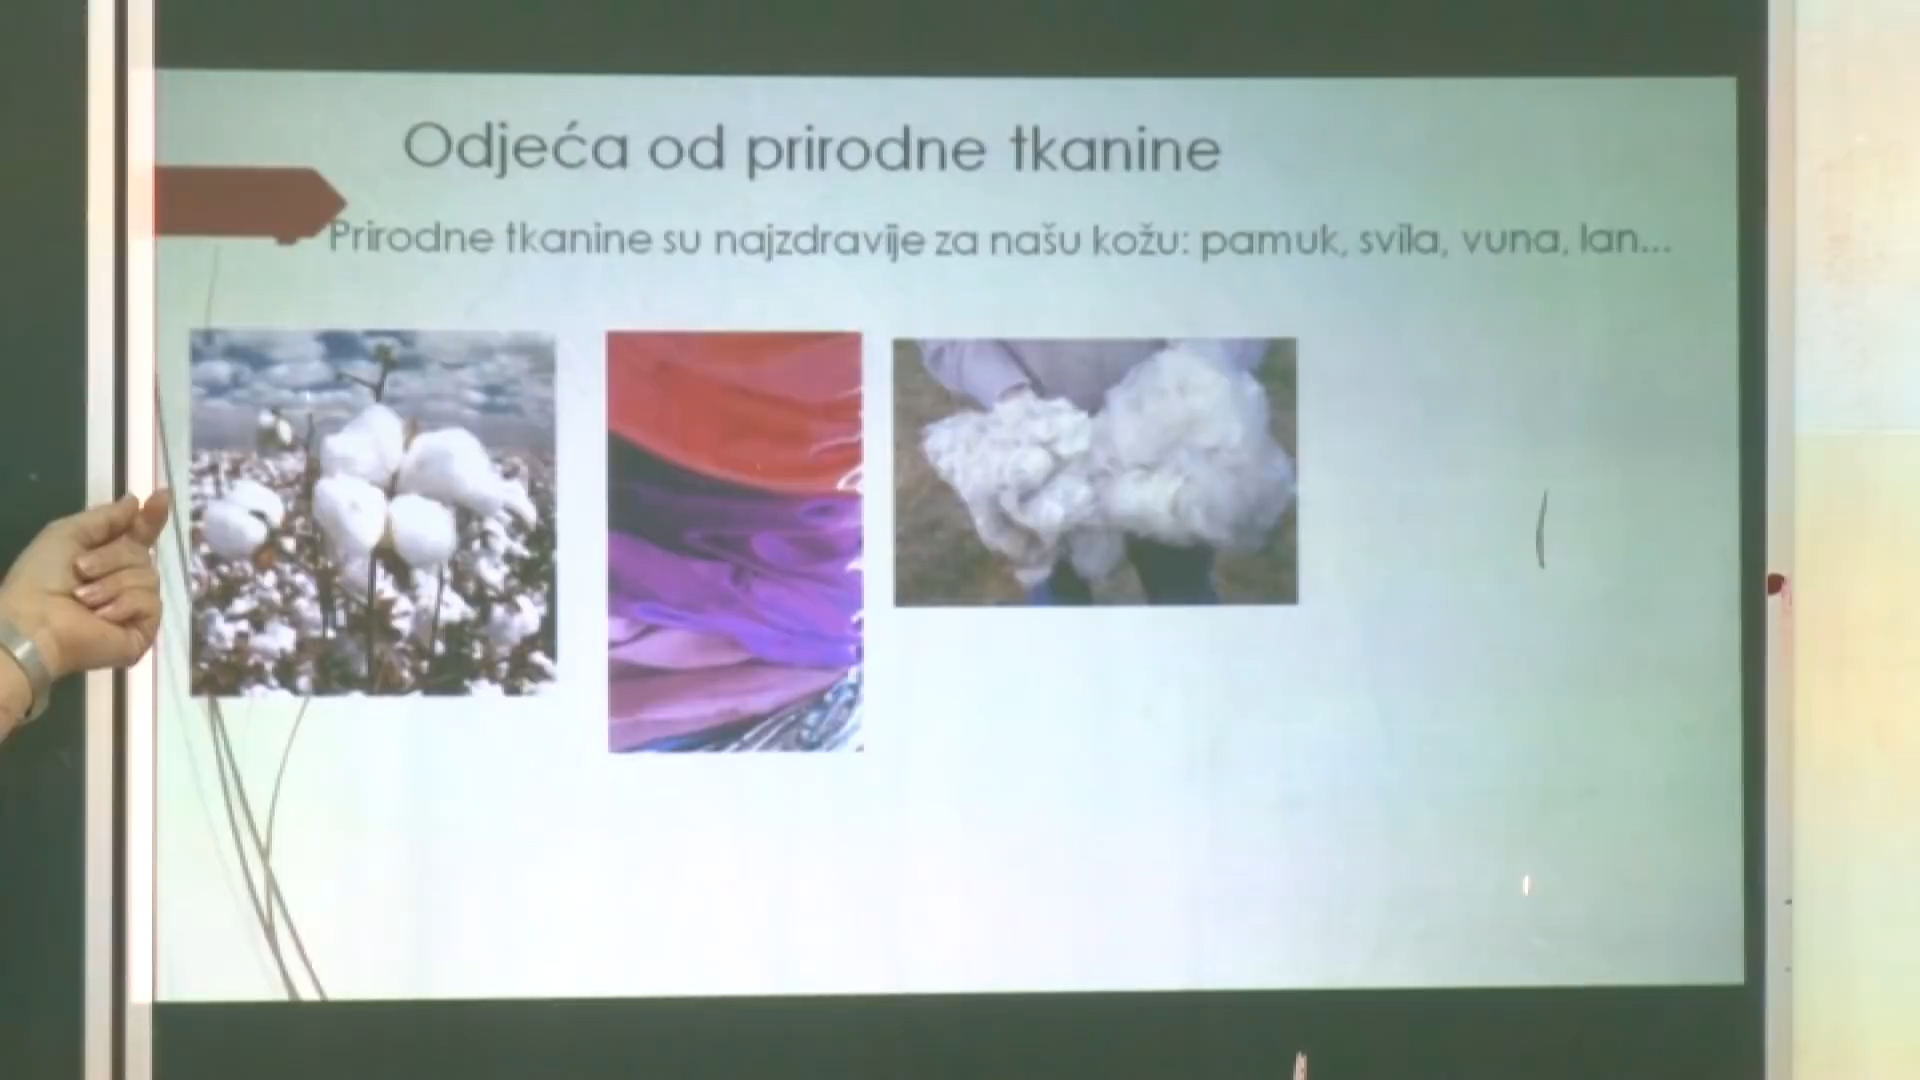 Odjeća od prirodne tkanine
Prirodne tkanine su najzdravije za našu kožu: pamuk, svila, vuna, lan...